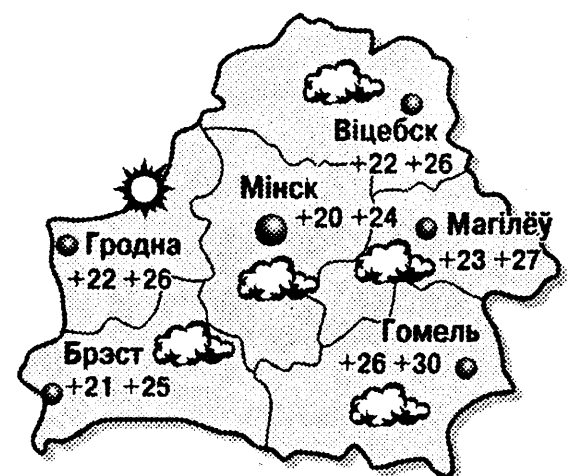 Віцебск
+22 +26
Мінск
+20 +24
Магілёў
+23 +27
Гродна
+22 +26
Гомель
+26 +30
Брэст
+21 +25